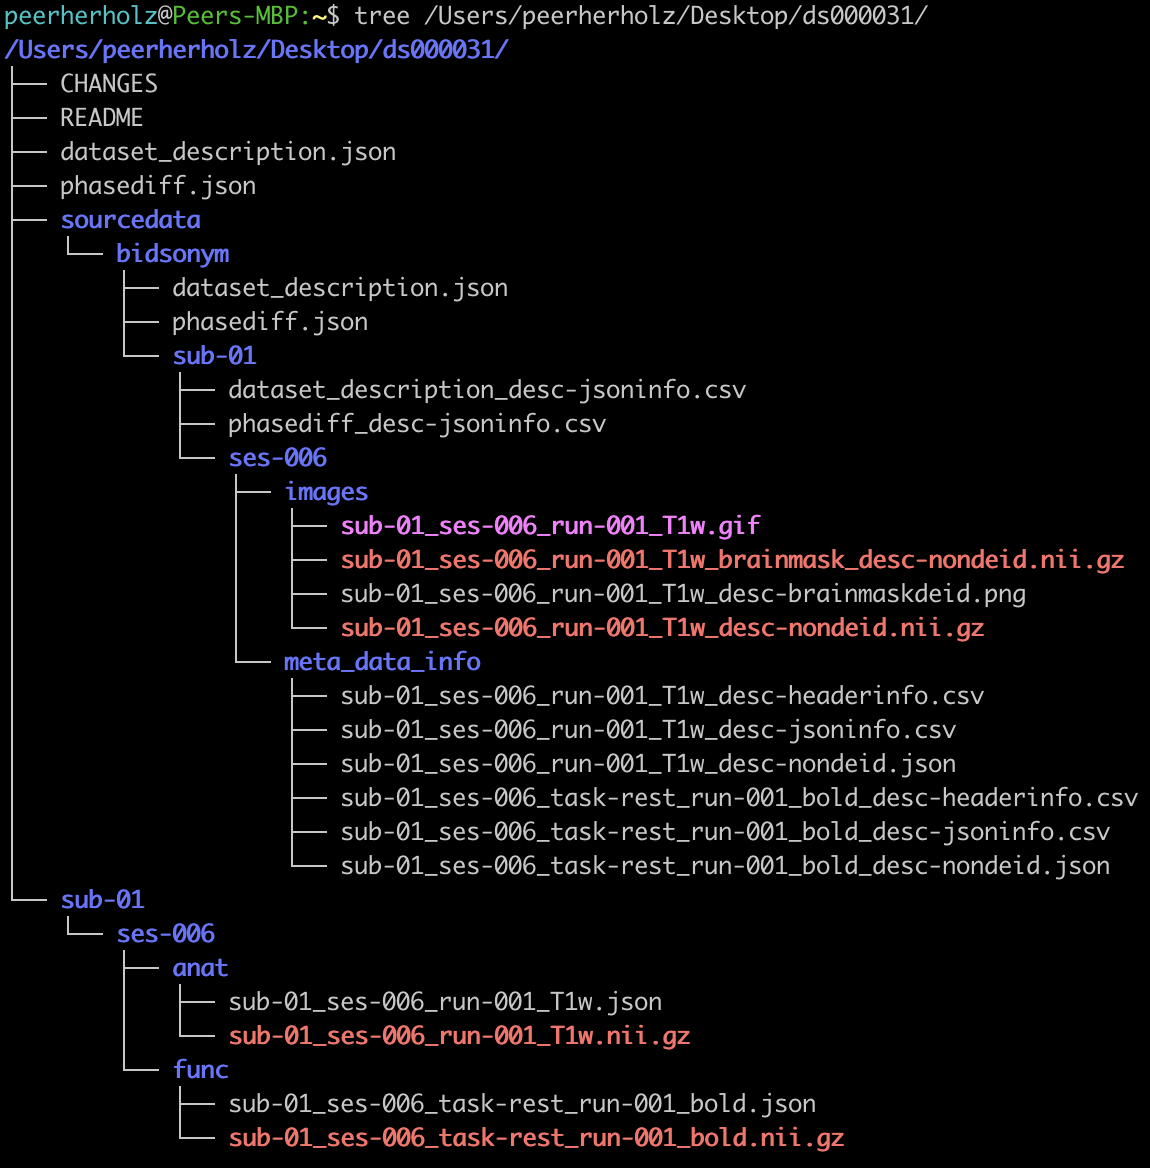 peerherholz@Peers-MBP:~$ tree /Users/peerherholz/Desktop/ds000031/
/Users/peerherholz/Desktop/ds000031/
├── CHANGES
├── README
├── dataset_description.json
├── phasediff.json
├── sourcedata
│   └── bidsonym
│       ├── dataset_description.json
│       ├── phasediff.json
│       └── sub-01
│           ├── dataset_description_desc-jsoninfo.csv
│           ├── phasediff_desc-jsoninfo.csv
│           └── ses-006
│               ├── images
│               │   ├── sub-01_ses-006_run-001_T1w.gif
│               │   ├── sub-01_ses-006_run-001_T1w_brainmask_desc-nondeid.nii.gz
│               │   ├── sub-01_ses-006_run-001_T1w_desc-brainmaskdeid.png
│               │   └── sub-01_ses-006_run-001_T1w_desc-nondeid.nii.gz
│               └── meta_data_info
│                   ├── sub-01_ses-006_run-001_T1w_desc-headerinfo.csv
│                   ├── sub-01_ses-006_run-001_T1w_desc-jsoninfo.csv
│                   ├── sub-01_ses-006_run-001_T1w_desc-nondeid.json
│                   ├── sub-01_ses-006_task-rest_run-001_bold_desc-headerinfo.csv
│                   ├── sub-01_ses-006_task-rest_run-001_bold_desc-jsoninfo.csv
│                   └── sub-01_ses-006_task-rest_run-001_bold_desc-nondeid.json
└── sub-01
    └── ses-006
        ├── anat
        │   ├── sub-01_ses-006_run-001_T1w.json
        │   └── sub-01_ses-006_run-001_T1w.nii.gz
        └── func
            ├── sub-01_ses-006_task-rest_run-001_bold.json
            └── sub-01_ses-006_task-rest_run-001_bold.nii.gz